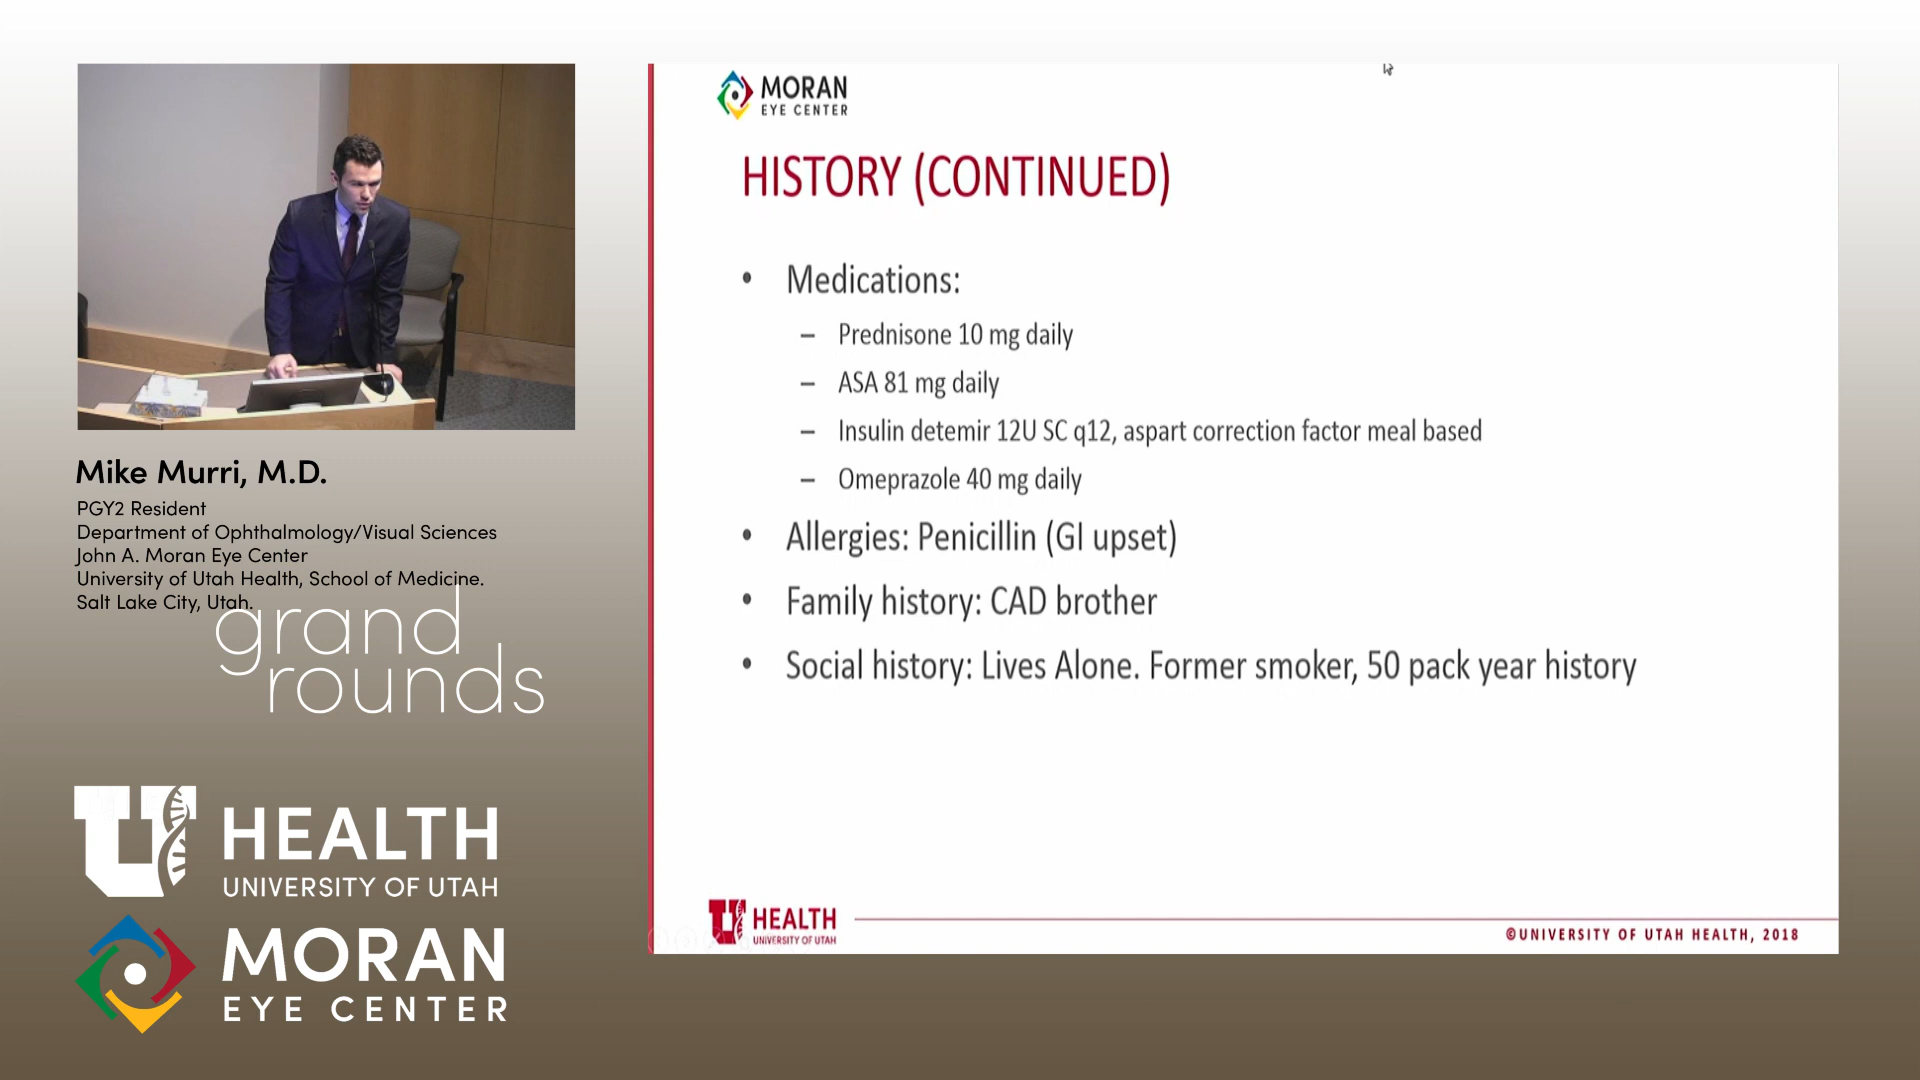 Mike Murri, M.D.
PGY2 Resident
Department of Ophthalmology/Visual Sciences
John A. Moran Eye Center
University of Utah Health, School of Medicine.
Salt Lake City, Utah.
grand
rounds
U HEALTH
UNIVERSITY OF UTAH
MORAN
EYE CENTER
MORAN
EYE CENTER
HISTORY (CONTINUED)
• Medications:
– Prednisone 10 mg daily
– ASA 81 mg daily
– Insulin detemir 12U SC q12, aspart correction factor meal based
– Omeprazole 40 mg daily
• Allergies: Penicillin (GI upset)
• Family history: CAD brother
• Social history: Lives Alone. Former smoker, 50 pack year history
U HEALTH
UNIVERSITY OF UTAH
©UNIVERSITY OF UTAH HEALTH, 2018